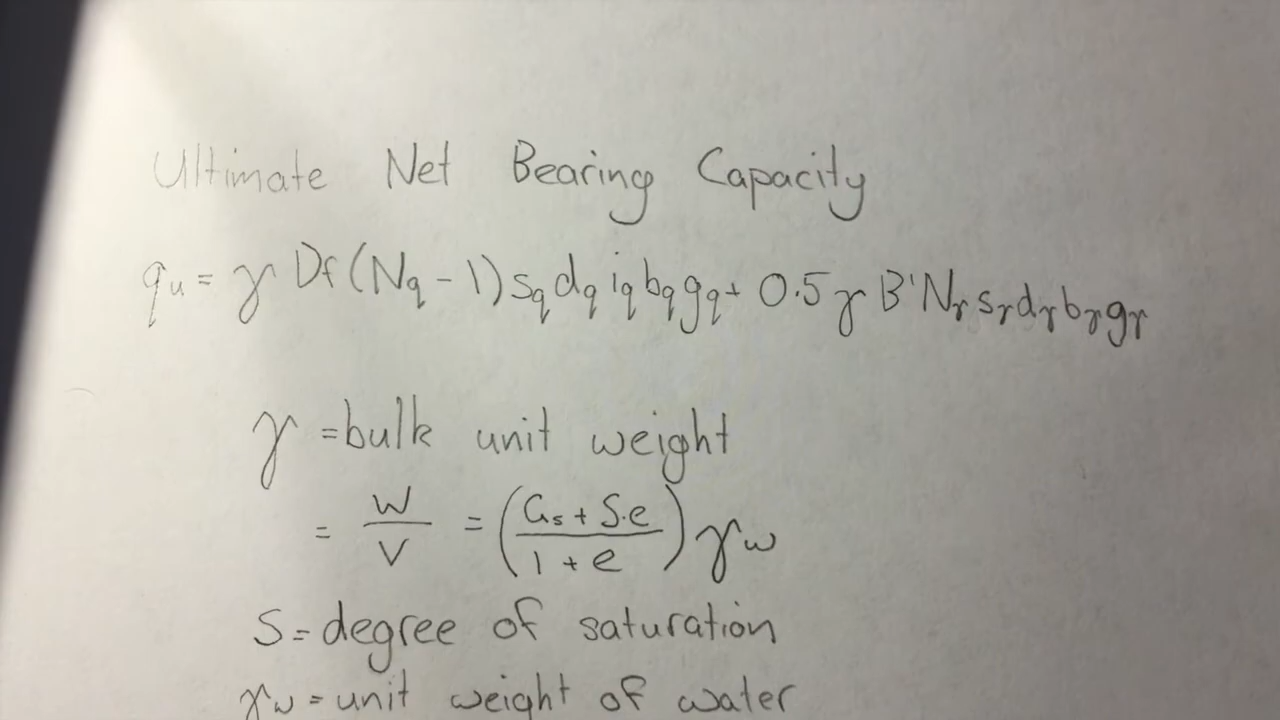 Ultimate Net Bearing Capacity
qu = γ Df (Nq - 1) sq dq iq bq gq + 0.5 γ B' Nγ sγ dγ bγ gγ
γ = bulk unit weight
= W/V = ((Gs + S.e)/(1 + e)) γw
S = degree of saturation
γw = unit weight of water